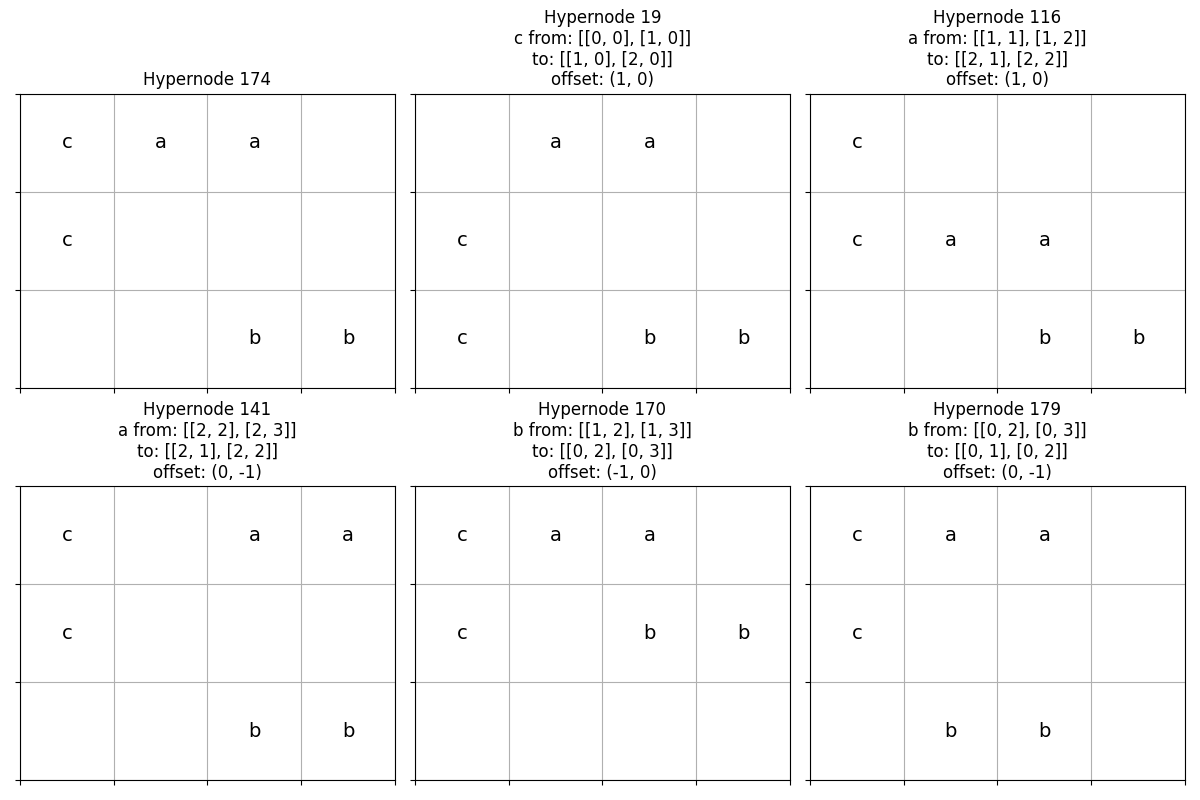 Hypernode 174
c a a
c
b b
Hypernode 19
c from: [[0, 0], [1, 0]]
to: [[1, 0], [2, 0]]
offset: (1, 0)
a a
c
c b b
Hypernode 116
a from: [[1, 1], [1, 2]]
to: [[2, 1], [2, 2]]
offset: (1, 0)
c
c a a
b b
Hypernode 141
a from: [[2, 2], [2, 3]]
to: [[2, 1], [2, 2]]
offset: (0, -1)
c a a
c
b b
Hypernode 170
b from: [[1, 2], [1, 3]]
to: [[0, 2], [0, 3]]
offset: (-1, 0)
c a a
c b b
Hypernode 179
b from: [[0, 2], [0, 3]]
to: [[0, 1], [0, 2]]
offset: (0, -1)
c a a
c
b b